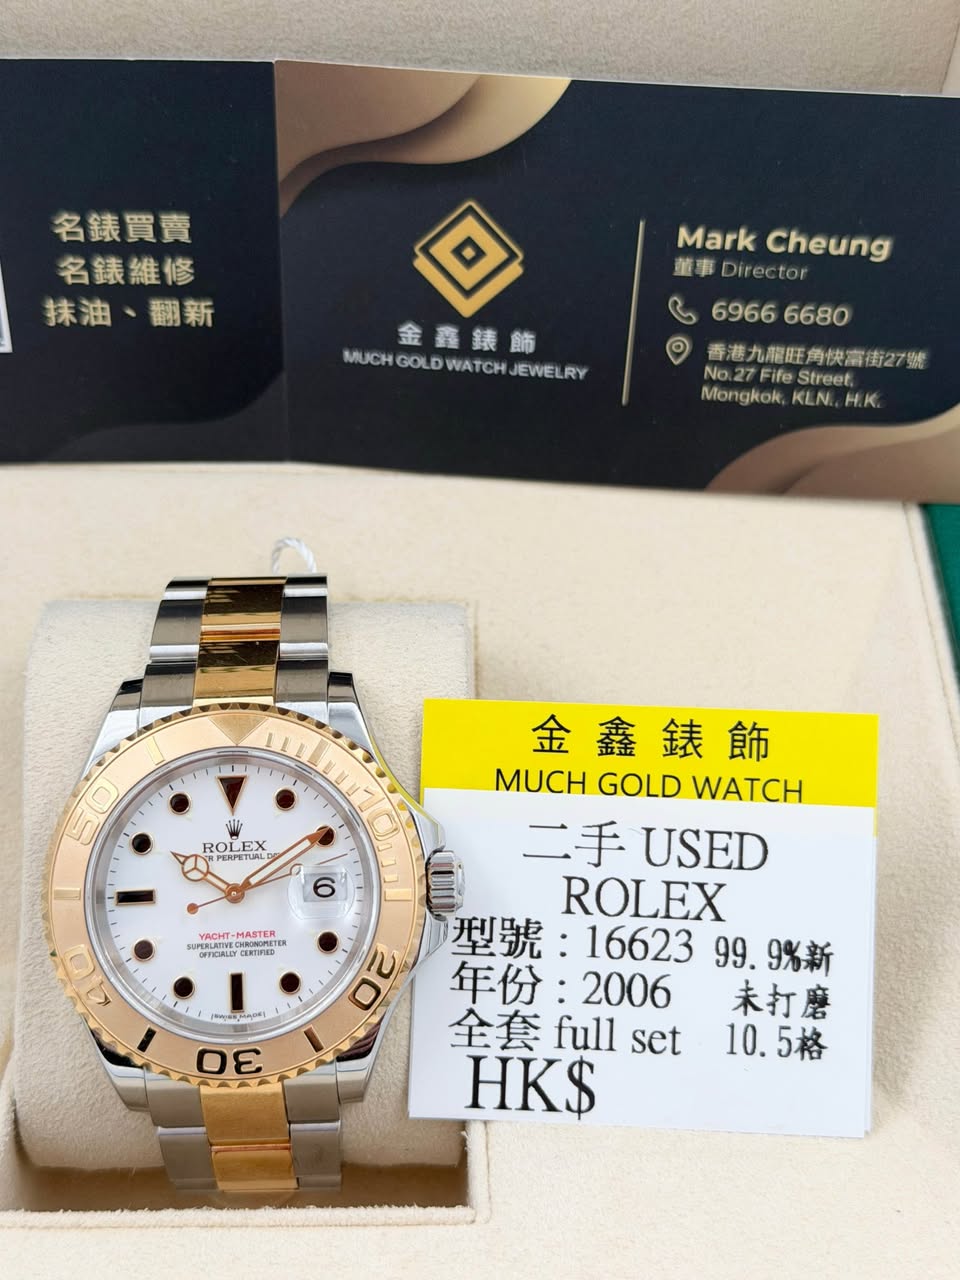 名錶買賣
名錶維修
抹油、翻新
金鑫錶飾
MUCH GOLD WATCH JEWELRY
Mark Cheung
董事 Director
6966 6680
香港九龍旺角快富街27號
No.27 Fife Street,
Mongkok, KLN., H.K.
金鑫錶飾
MUCH GOLD WATCH
二手 USED
ROLEX
型號：16623 99.9%新
年份：2006 未打磨
全套 full set 10.5格
HK$
10
20
30
40
50
ROLEX
ER PERPETUAL DA
6
YACHT-MASTER
SUPERLATIVE CHRONOMETER
OFFICIALLY CERTIFIED
SWISS MADE